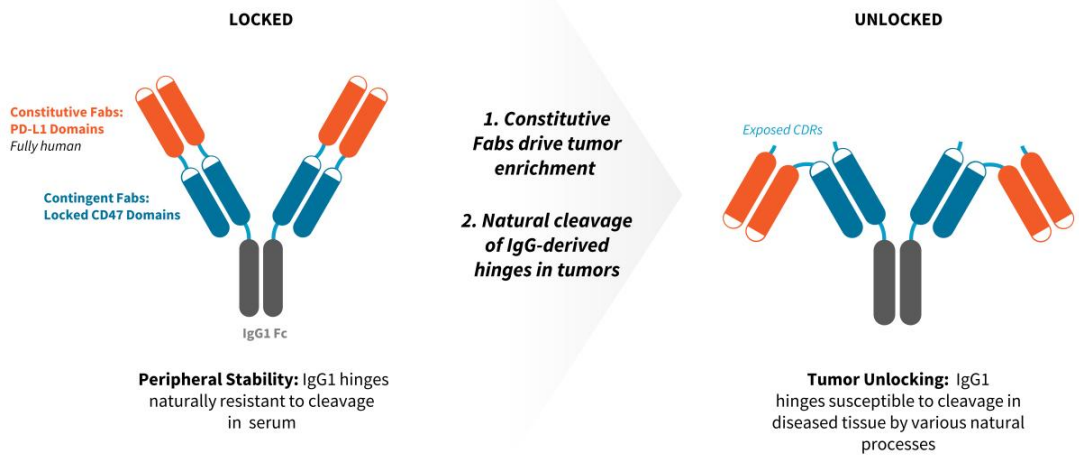 LOCKED
UNLOCKED
Constitutive Fabs:
PD-L1 Domains
Fully human
Contingent Fabs:
Locked CD47 Domains
IgG1 Fc
Peripheral Stability: IgG1 hinges
naturally resistant to cleavage
in serum
1. Constitutive
Fabs drive tumor
enrichment
2. Natural cleavage
of IgG-derived
hinges in tumors
Exposed CDRs
Tumor Unlocking: IgG1
hinges susceptible to cleavage in
diseased tissue by various natural
processes